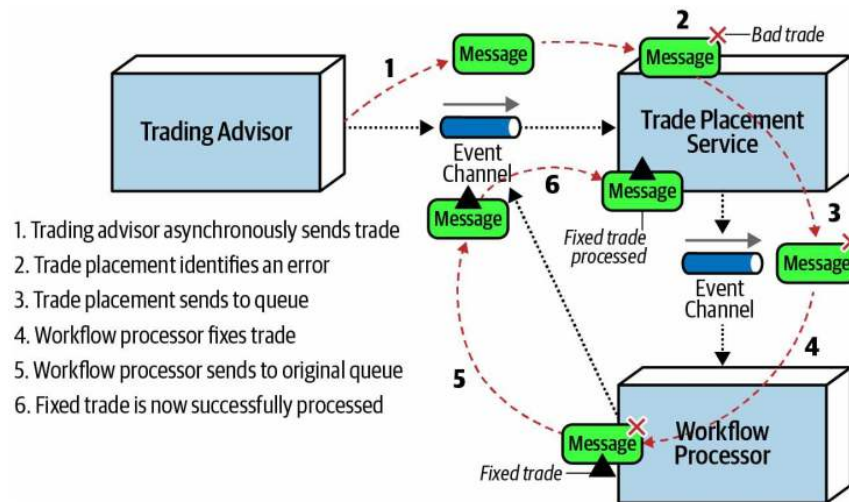 1
Message
2
Message
Bad trade
Trading Advisor
Event
Channel
Trade Placement
Service
6
Message
Message
Fixed trade
processed
3
Message
Event
Channel
1. Trading advisor asynchronously sends trade
2. Trade placement identifies an error
3. Trade placement sends to queue
4. Workflow processor fixes trade
5. Workflow processor sends to original queue
6. Fixed trade is now successfully processed
4
5
Message
Fixed trade
Workflow
Processor